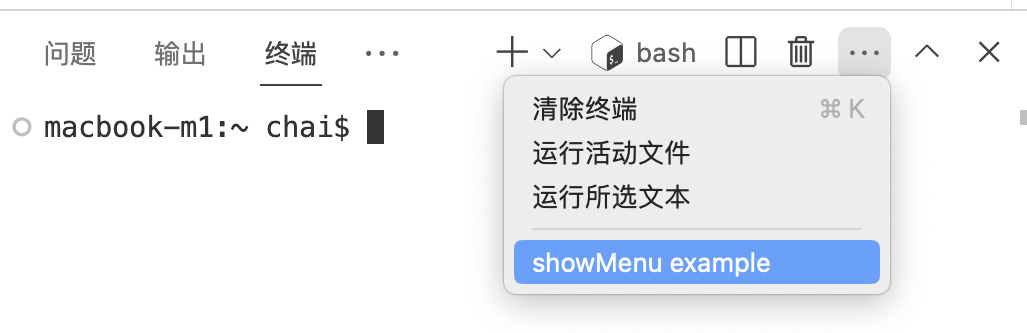 问题 输出 终端 ··· bash ···
清除终端 ⌘ K
macbook-m1:~ chai$
运行活动文件
运行所选文本
showMenu example